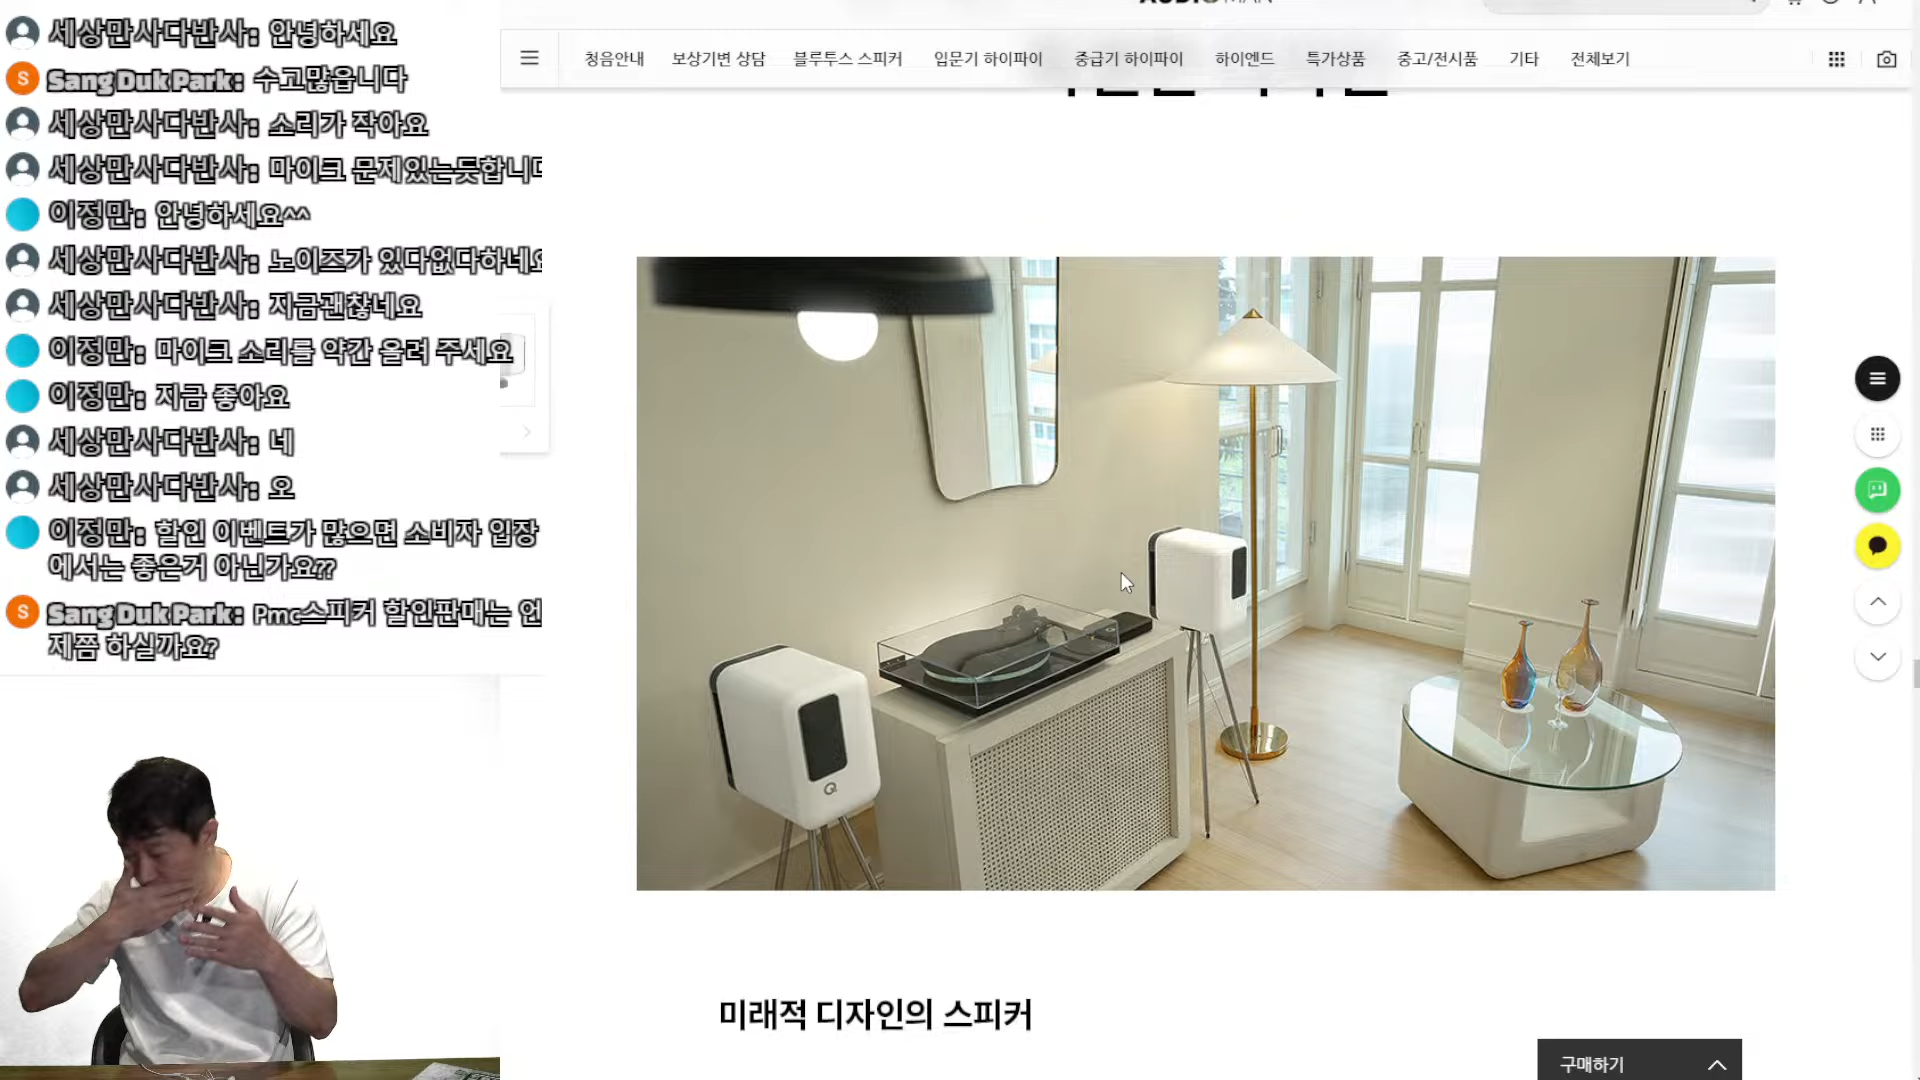 세상만사다반사: 안녕하세요
Sang Duk Park: 수고많읍니다
세상만사다반사: 소리가 작아요
세상만사다반사: 마이크 문제있는듯합니다
이정만: 안녕하세요^^
세상만사다반사: 노이즈가 있다없다하네요
세상만사다반사: 지금괜찮네요
이정만: 마이크 소리를 약간 올려 주세요
이정만: 지금 좋아요
세상만사다반사: 네
세상만사다반사: 오
이정만: 할인 이벤트가 많으면 소비자 입장
에서는 좋은거 아닌가요??
Sang Duk Park: Pmc스피커 할인판매는 언
제쯤 하실까요?
AUDIOMAN
청음안내 보상기변 상담 블루투스 스피커 입문기 하이파이 중급기 하이파이 하이엔드 특가상품 중고/전시품 기타 전체보기
미래적 디자인의 스피커
구매하기